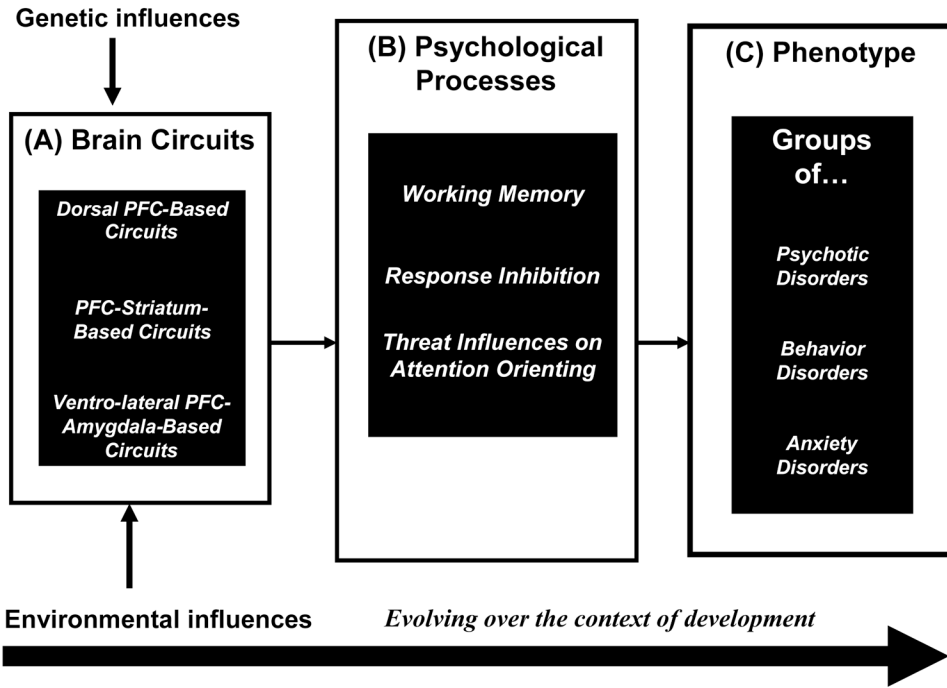 Genetic influences
(A) Brain Circuits
Dorsal PFC-Based
Circuits
PFC-Striatum-
Based Circuits
Ventro-lateral PFC-
Amygdala-Based
Circuits
(B) Psychological
Processes
Working Memory
Response Inhibition
Threat Influences on
Attention Orienting
(C) Phenotype
Groups
of…
Psychotic
Disorders
Behavior
Disorders
Anxiety
Disorders
Environmental influences
Evolving over the context of development